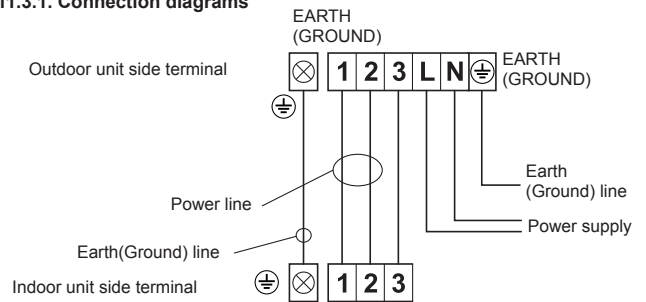 11.3.1. Connection diagrams
EARTH
(GROUND)
Outdoor unit side terminal
1 2 3 L N
EARTH
(GROUND)
Earth
(Ground) line
Power line
Power supply
Earth(Ground) line
Indoor unit side terminal
1 2 3